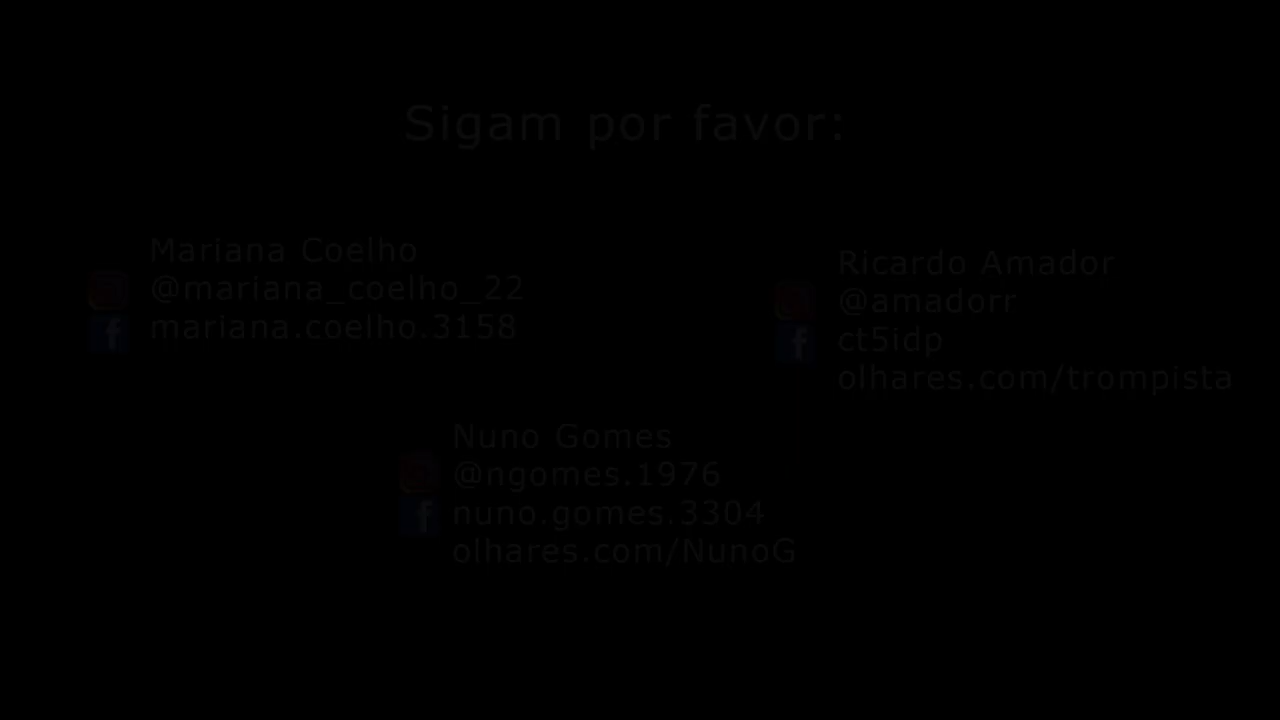 Sigam por favor:
Mariana Coelho
@mariana_coelho_22
mariana.coelho.3158
Ricardo Amador
@amadorr
ct5idp
olhares.com/trompista
Nuno Gomes
@ngomes.1976
nuno.gomes.3304
olhares.com/NunoG